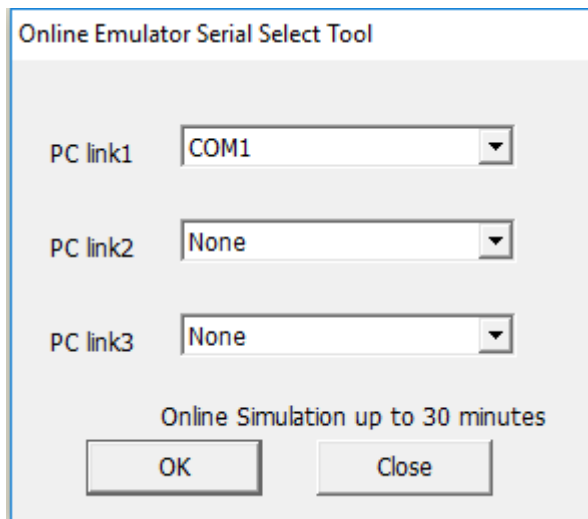 Online Emulator Serial Select Tool
PC link1 COM1
PC link2 None
PC link3 None
Online Simulation up to 30 minutes
OK Close